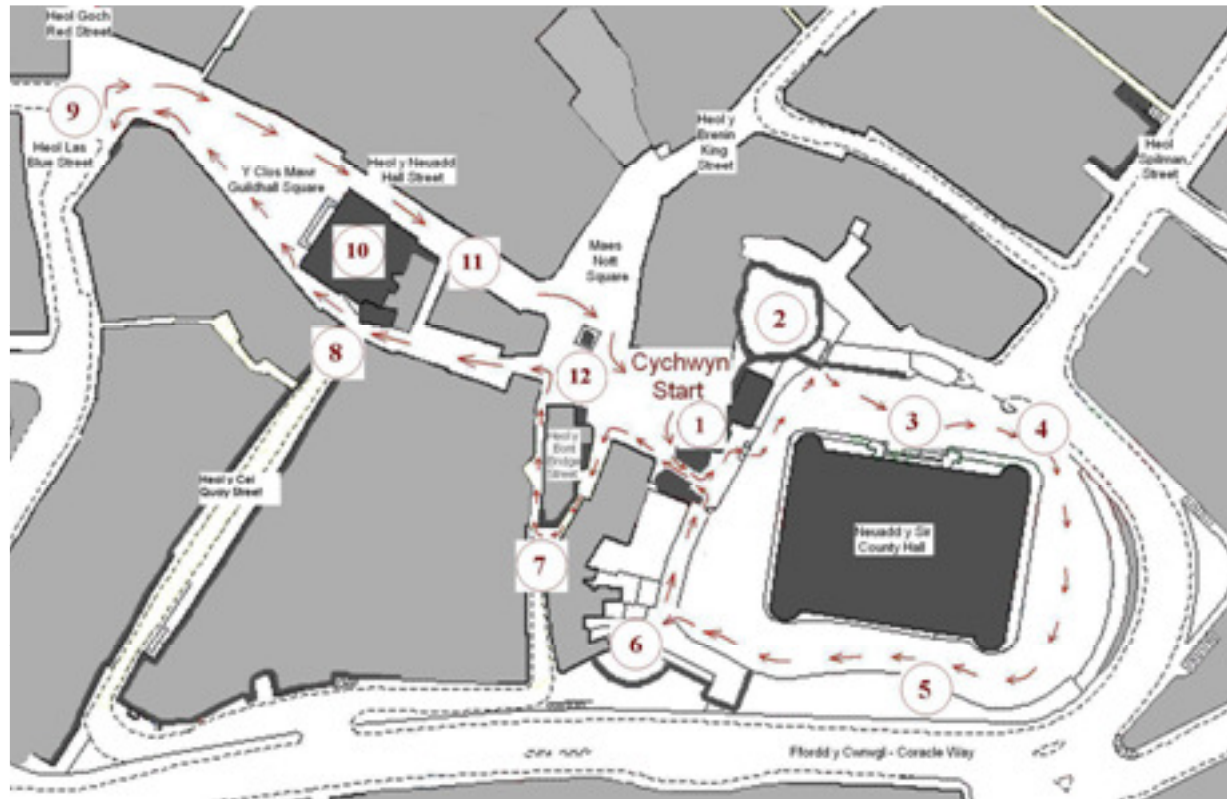 Heol Goch
Red Street
9
Heol Las
Blue Street
Y Clos Mawr
Guildhall Square
Heol y Neuadd
Hall Street
10
11
Heol y
Brenin
King
Street
Heol
Spilman
Street
Maes
Nott
Square
2
8
12
Cychwyn
Start
1
3
4
Heol y
Bont
Bridge
Street
Heol y Cei
Quay Street
Neuadd y Sir
County Hall
7
6
5
Ffordd y Cwrwgl - Coracle Way